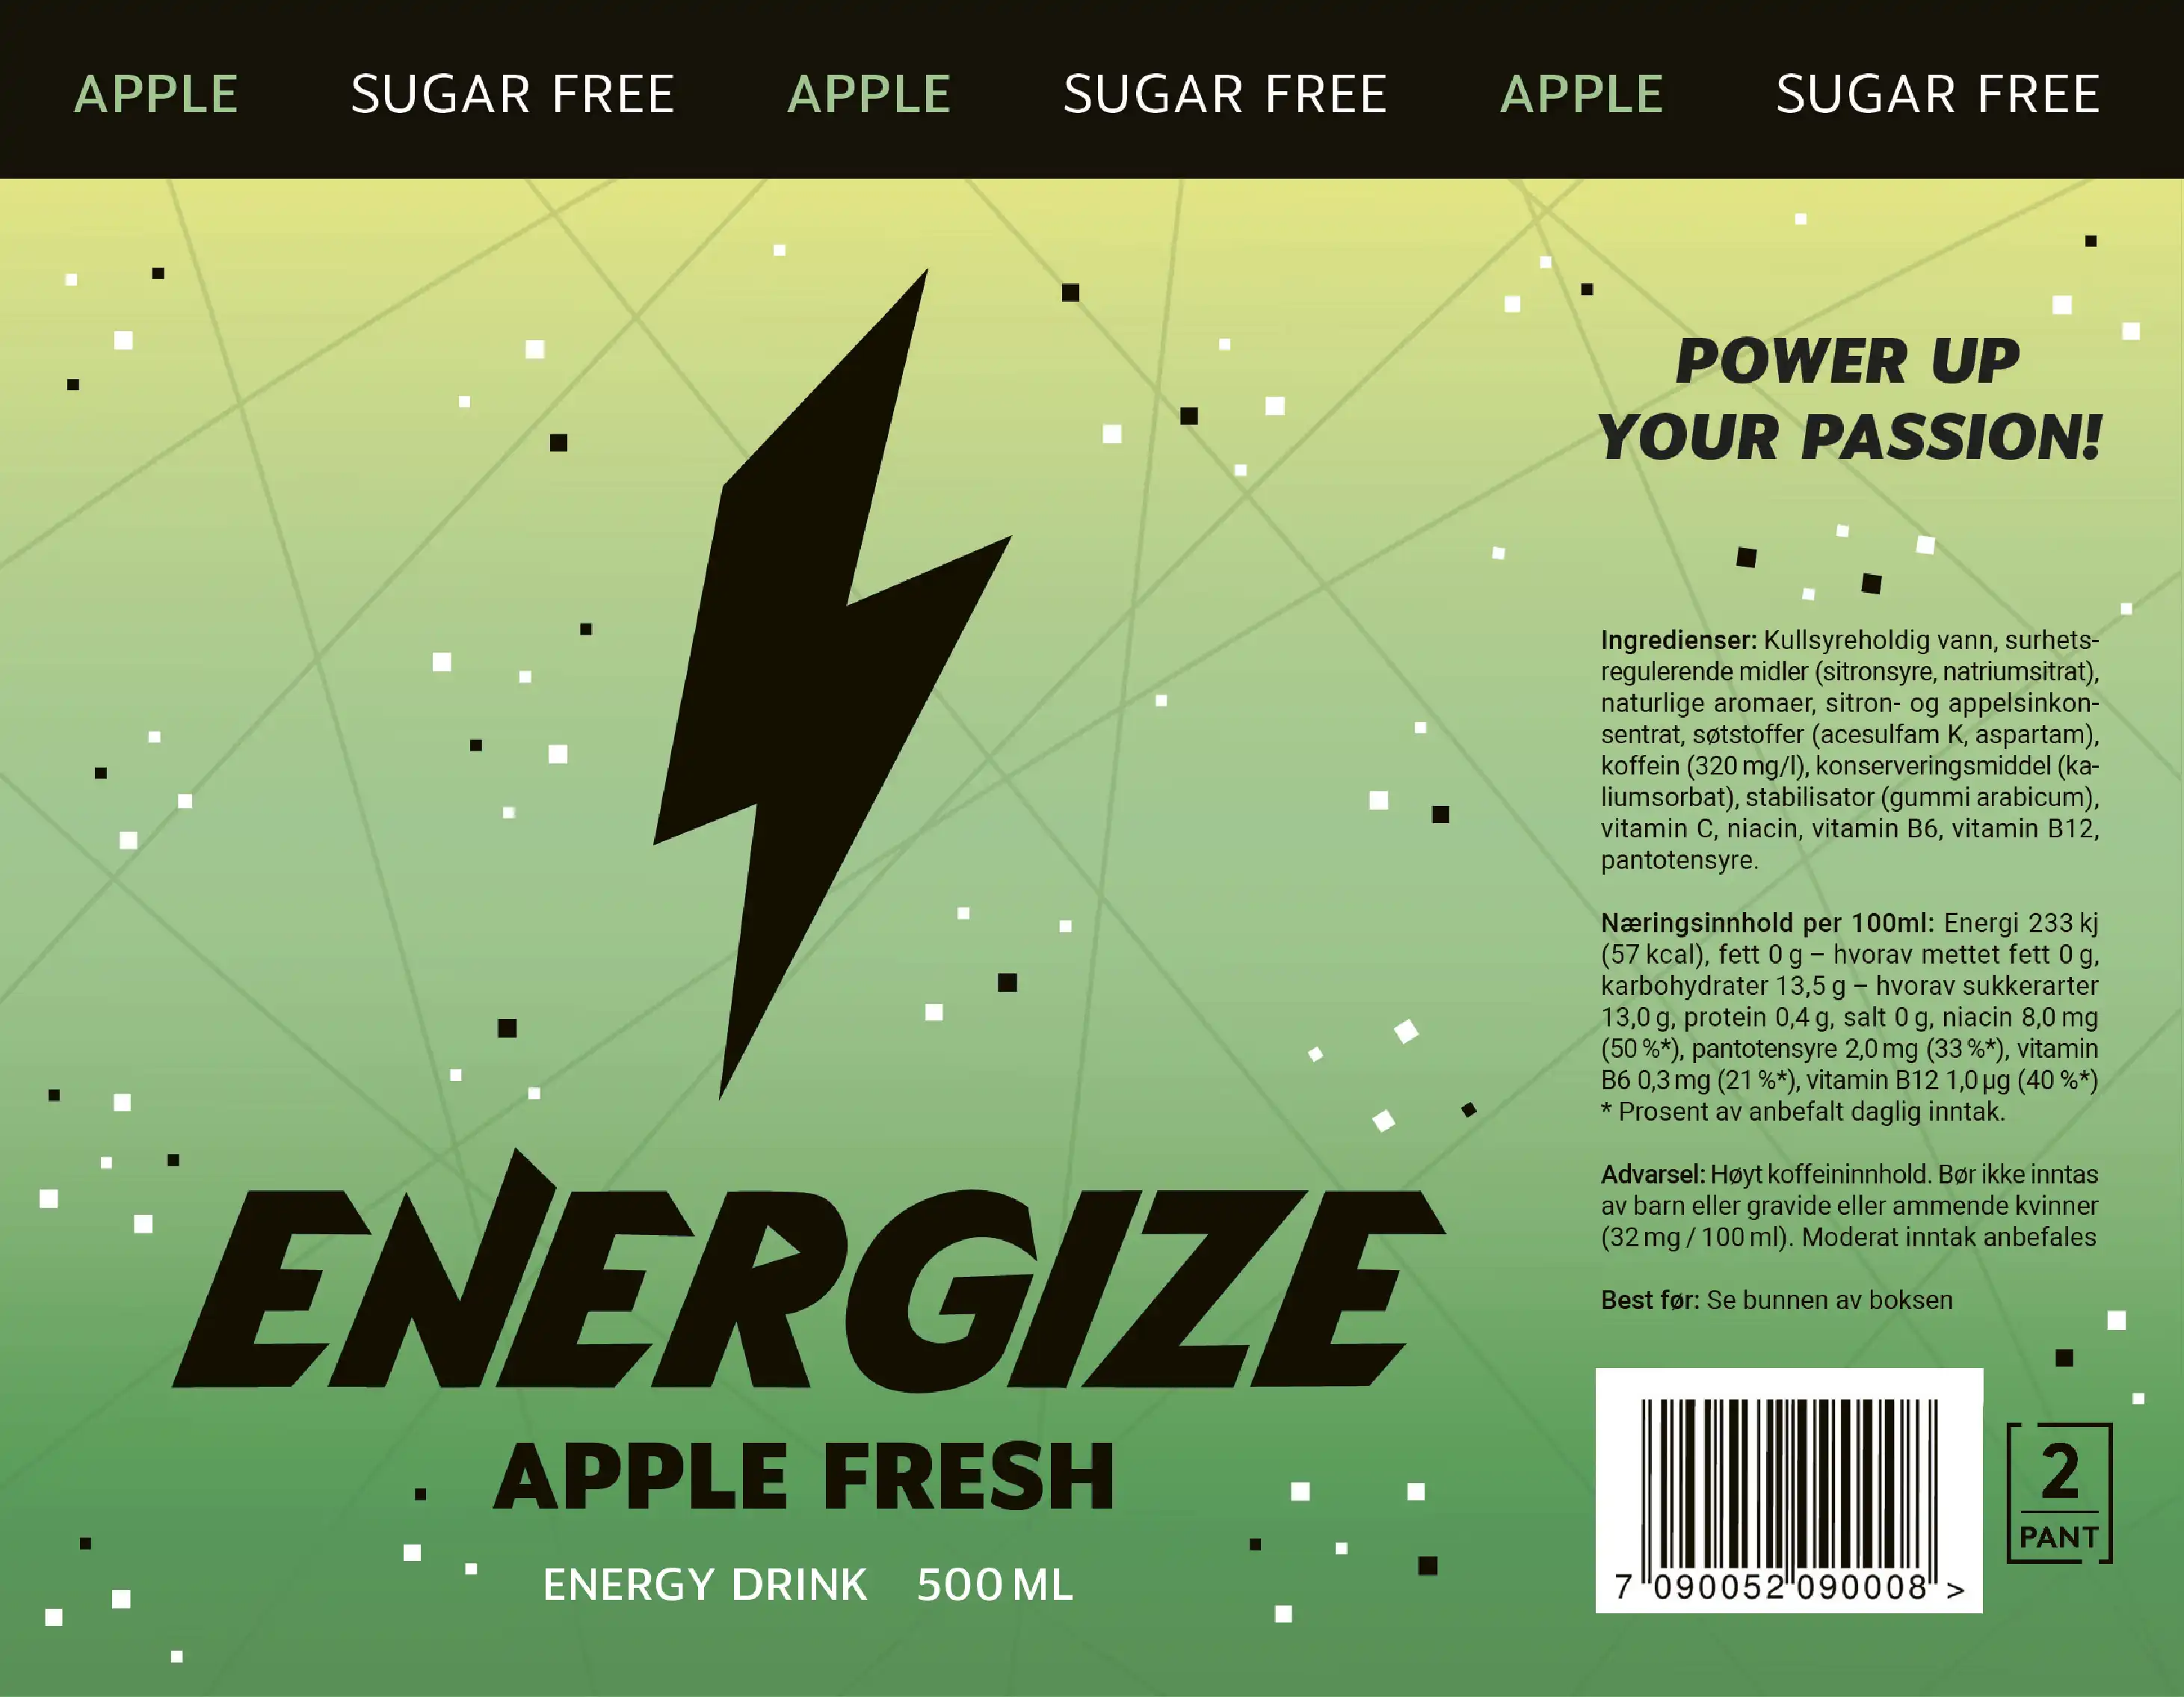 APPLE SUGAR FREE APPLE SUGAR FREE APPLE SUGAR FREE
ENERGIZE
APPLE FRESH
ENERGY DRINK 500 ML
POWER UP
YOUR PASSION!
Ingredienser: Kullsyreholdig vann, surhets-
regulerende midler (sitronsyre, natriumsitrat),
naturlige aromaer, sitron- og appelsinkon-
sentrat, søtstoffer (acesulfam K, aspartam),
koffein (320 mg/l), konserveringsmiddel (ka-
liumsorbat), stabilisator (gummi arabicum),
vitamin C, niacin, vitamin B6, vitamin B12,
pantotensyre.
Næringsinnhold per 100ml: Energi 233 kj
(57 kcal), fett 0 g – hvorav mettet fett 0 g,
karbohydrater 13,5 g – hvorav sukkerarter
13,0 g, protein 0,4 g, salt 0 g, niacin 8,0 mg
(50 %*), pantotensyre 2,0 mg (33 %*), vitamin
B6 0,3 mg (21 %*), vitamin B12 1,0 µg (40 %*)
* Prosent av anbefalt daglig inntak.
Advarsel: Høyt koffeininnhold. Bør ikke inntas
av barn eller gravide eller ammende kvinner
(32 mg / 100 ml). Moderat inntak anbefales
Best før: Se bunnen av boksen
7 090052 090008 >
2
PANT